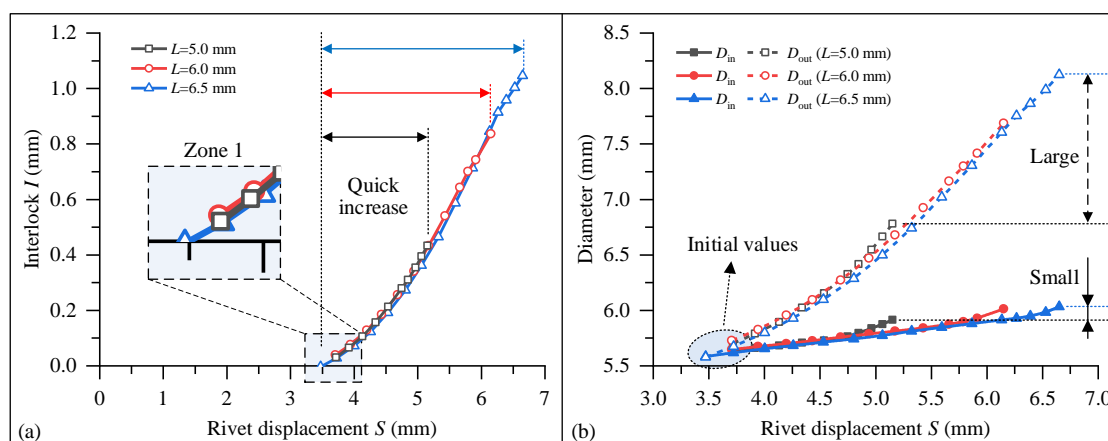 1.2
1.0
0.8
0.6
0.4
0.2
0.0
Interlock I (mm)
L=5.0 mm
L=6.0 mm
L=6.5 mm
Zone 1
Quick
increase
0 1 2 3 4 5 6 7
Rivet displacement S (mm)
(a)
8.5
8.0
7.5
7.0
6.5
6.0
5.5
Diameter (mm)
Din Dout (L=5.0 mm)
Din Dout (L=6.0 mm)
Din Dout (L=6.5 mm)
Large
Initial values
Small
3.0 3.5 4.0 4.5 5.0 5.5 6.0 6.5 7.0
Rivet displacement S (mm)
(b)